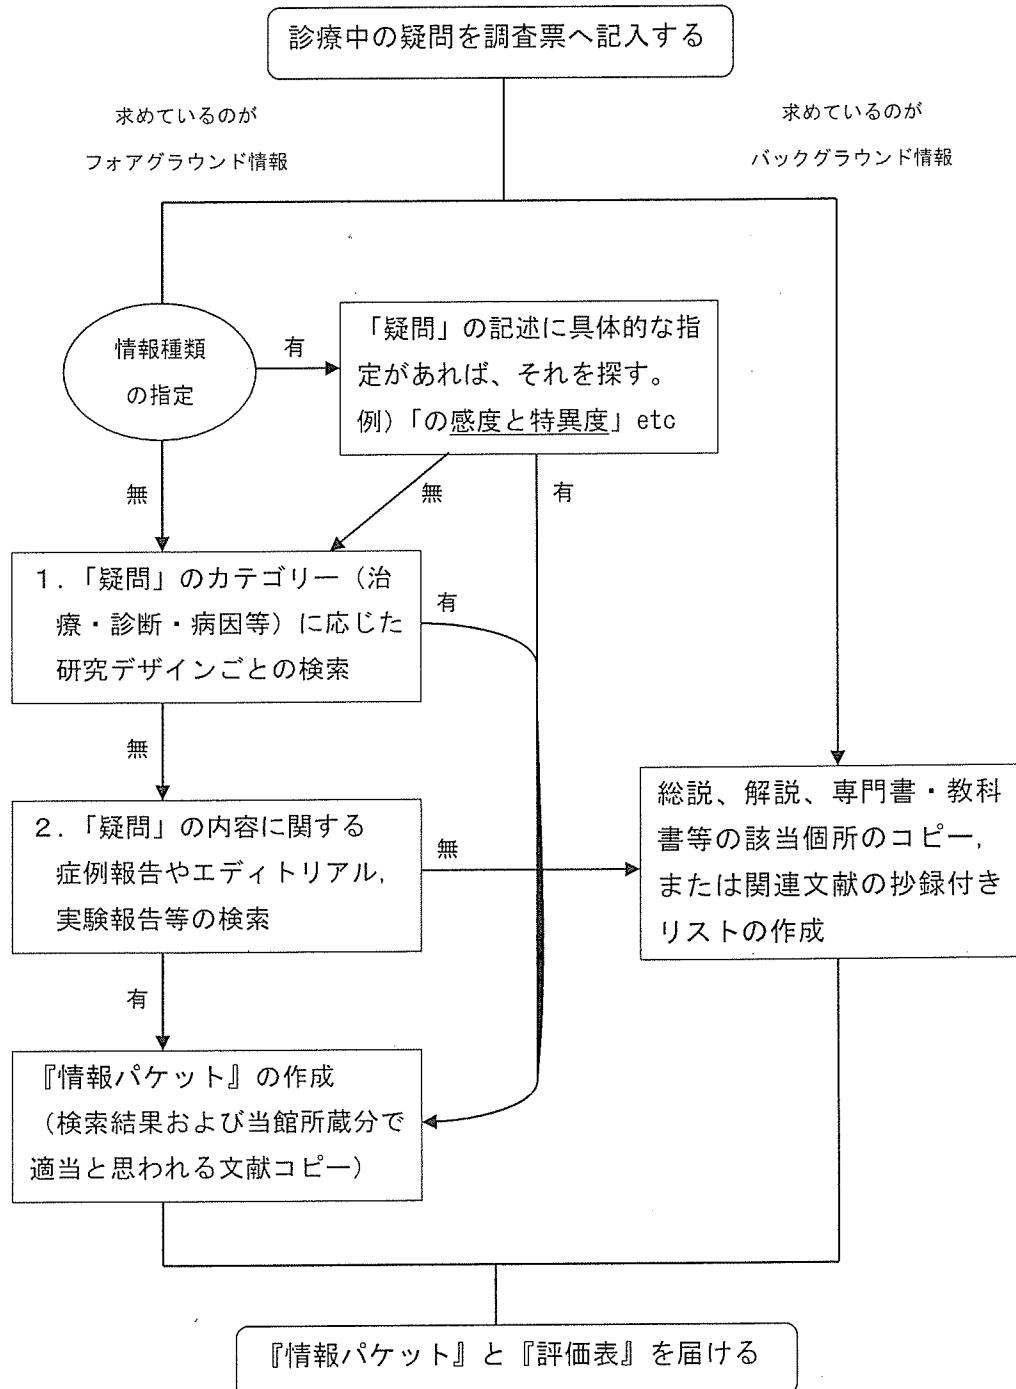 診療中の疑問を調査票へ記入する
求めているのが
フォアグラウンド情報
求めているのが
バックグラウンド情報
情報種類
の指定
有
「疑問」の記述に具体的な指
定があれば、それを探す。
例）「の感度と特異度」etc
無
無
有
１．「疑問」のカテゴリー（治
療・診断・病因等）に応じた
研究デザインごとの検索
有
無
２．「疑問」の内容に関する
症例報告やエディトリアル，
実験報告等の検索
無
総説、解説、専門書・教科
書等の該当個所のコピー，
または関連文献の抄録付き
リストの作成
有
『情報パケット』の作成
（検索結果および当館所蔵分で
適当と思われる文献コピー）
『情報パケット』と『評価表』を届ける